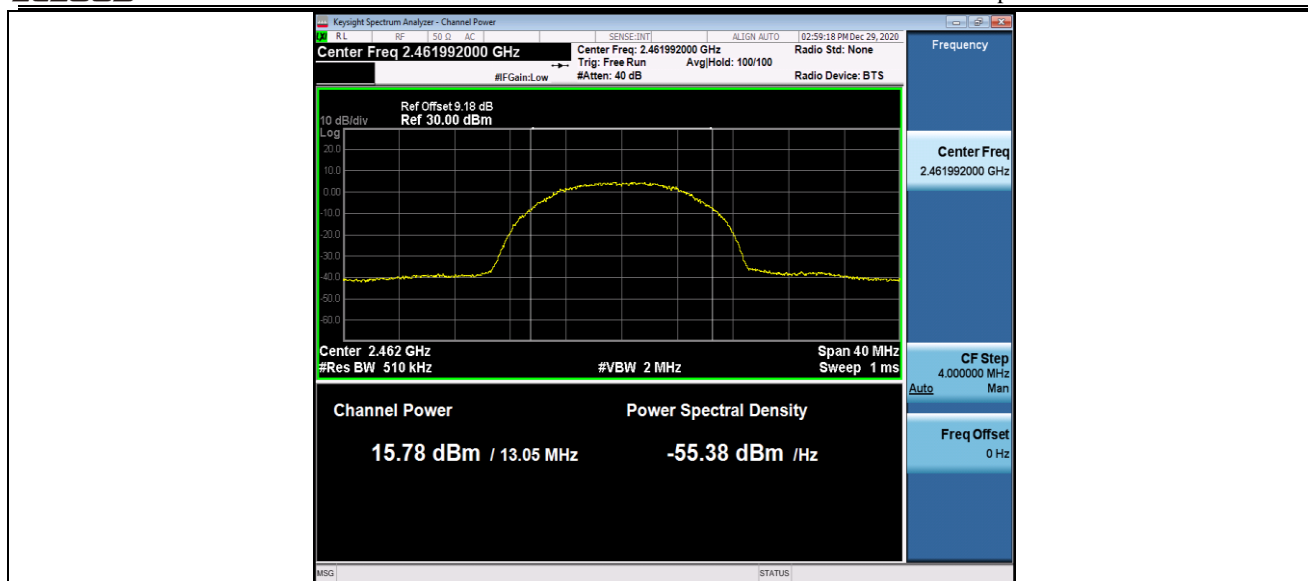 Keysight Spectrum Analyzer - Channel Power
RL RF 50 Ω AC SENSE:INT ALIGN AUTO 02:59:18 PM Dec 29, 2020
Center Freq 2.461992000 GHz
Center Freq: 2.461992000 GHz Radio Std: None
Trig: Free Run Avg|Hold: 100/100
#IFGain:Low #Atten: 40 dB Radio Device: BTS
Ref Offset 9.18 dB
10 dB/div Ref 30.00 dBm
Log
20.0
10.0
0.00
-10.0
-20.0
-30.0
-40.0
-50.0
-60.0
Center 2.462 GHz Span 40 MHz
#Res BW 510 kHz #VBW 2 MHz Sweep 1 ms
Channel Power Power Spectral Density
15.78 dBm / 13.05 MHz -55.38 dBm /Hz
MSG STATUS
Frequency
Center Freq
2.461992000 GHz
CF Step
4.000000 MHz
Auto Man
Freq Offset
0 Hz